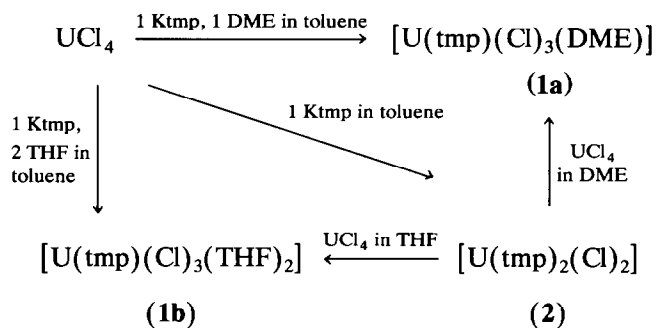 UCl₄
1 Ktmp, 1 DME in toluene
[U(tmp)(Cl)₃(DME)]
(1a)
1 Ktmp in toluene
1 Ktmp,
2 THF in
toluene
UCl₄
in DME
[U(tmp)(Cl)₃(THF)₂]
UCl₄ in THF
[U(tmp)₂(Cl)₂]
(1b)
(2)